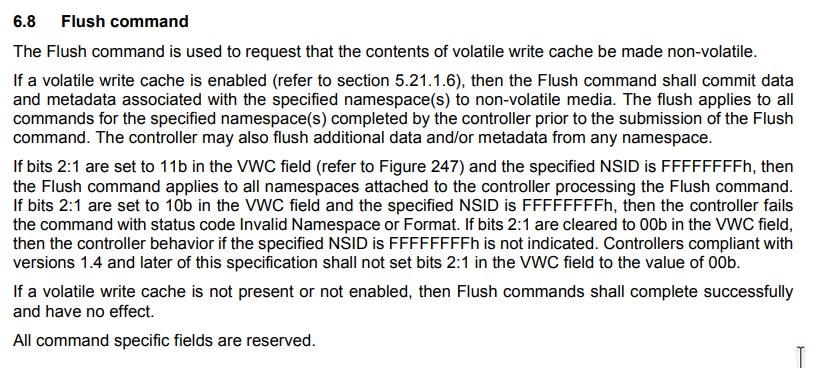 6.8 Flush command
The Flush command is used to request that the contents of volatile write cache be made non-volatile.
If a volatile write cache is enabled (refer to section 5.21.1.6), then the Flush command shall commit data
and metadata associated with the specified namespace(s) to non-volatile media. The flush applies to all
commands for the specified namespace(s) completed by the controller prior to the submission of the Flush
command. The controller may also flush additional data and/or metadata from any namespace.
If bits 2:1 are set to 11b in the VWC field (refer to Figure 247) and the specified NSID is FFFFFFFFh, then
the Flush command applies to all namespaces attached to the controller processing the Flush command.
If bits 2:1 are set to 10b in the VWC field and the specified NSID is FFFFFFFFh, then the controller fails
the command with status code Invalid Namespace or Format. If bits 2:1 are cleared to 00b in the VWC field,
then the controller behavior if the specified NSID is FFFFFFFFh is not indicated. Controllers compliant with
versions 1.4 and later of this specification shall not set bits 2:1 in the VWC field to the value of 00b.
If a volatile write cache is not present or not enabled, then Flush commands shall complete successfully
and have no effect.
All command specific fields are reserved.